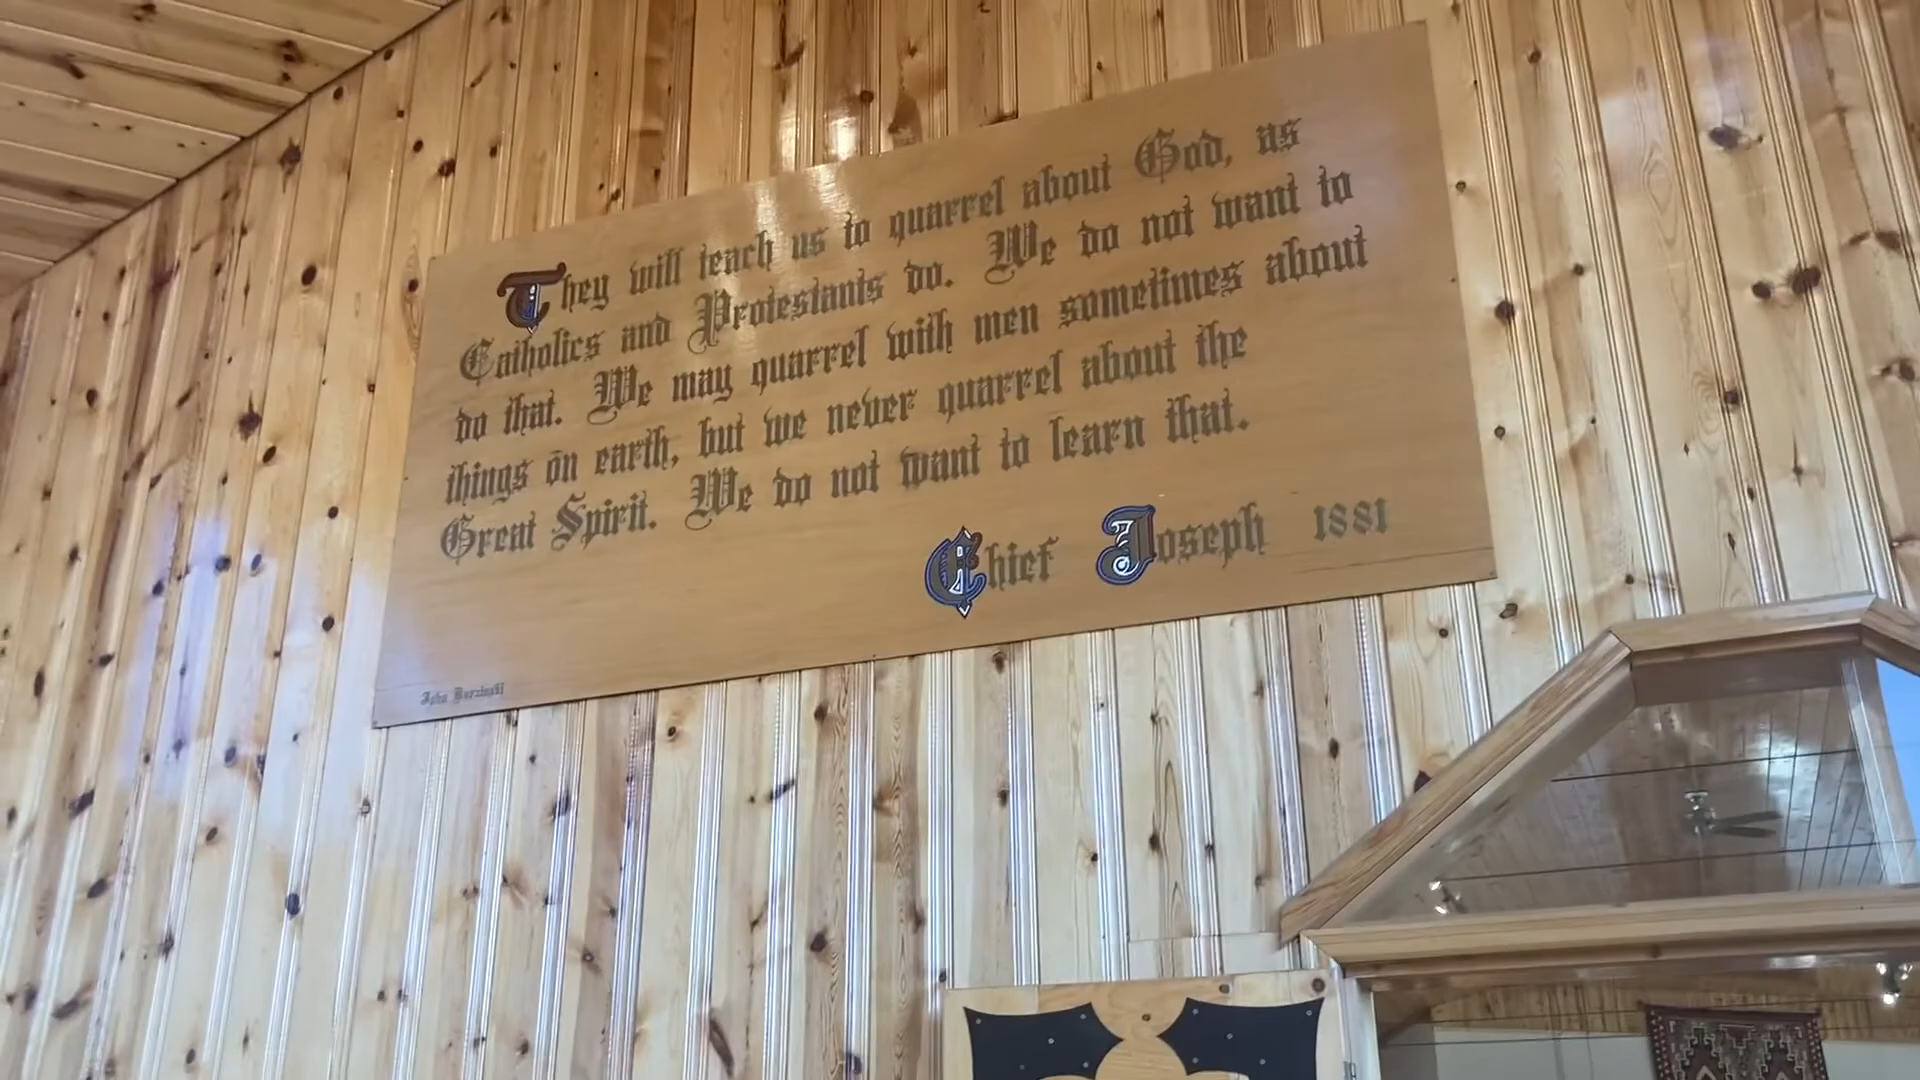 They will teach us to quarrel about God, as
Catholics and Protestants do. We do not want to
do that. We may quarrel with men sometimes about
things on earth, but we never quarrel about the
Great Spirit. We do not want to learn that.
Chief Joseph 1881
John